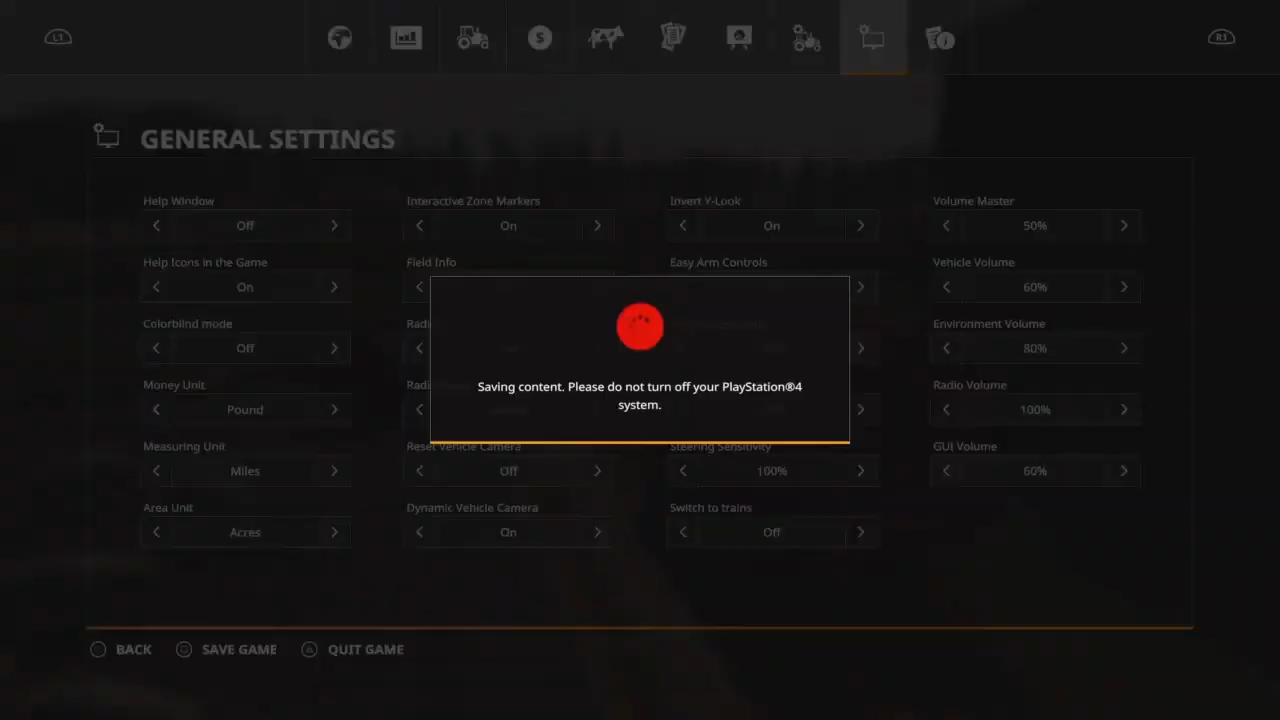 L1
R1
GENERAL SETTINGS
Help Window
Off
Interactive Zone Markers
On
Invert Y-Look
On
Volume Master
50%
Help Icons in the Game
On
Field Info
Easy Arm Controls
Vehicle Volume
60%
Colorblind mode
Off
Radi
Environment Volume
80%
Saving content. Please do not turn off your PlayStation®4
system.
Money Unit
Pound
Radi
Radio Volume
100%
Measuring Unit
Miles
Reset Vehicle Camera
Off
Steering Sensitivity
100%
GUI Volume
60%
Area Unit
Acres
Dynamic Vehicle Camera
On
Switch to trains
Off
BACK
SAVE GAME
QUIT GAME